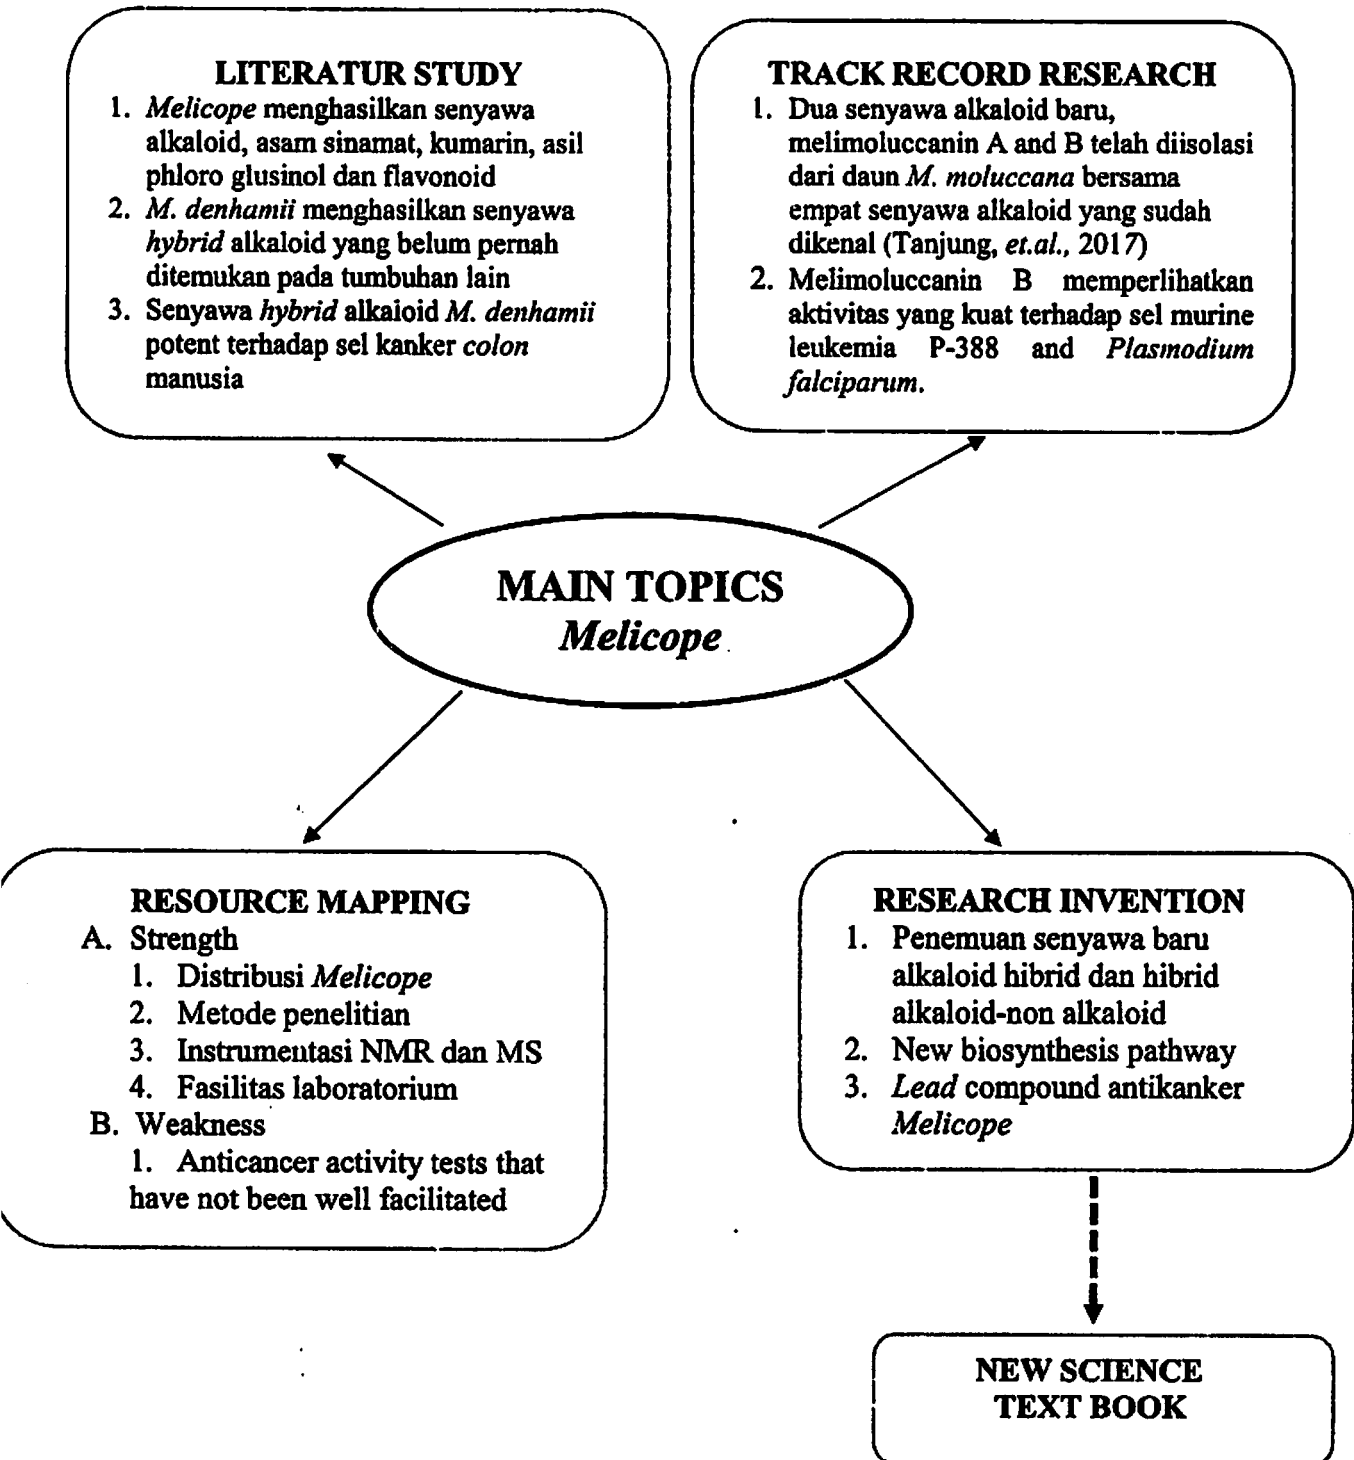 LITERATUR STUDY
1. Melicope menghasilkan senyawa
alkaloid, asam sinamat, kumarin, asil
phloro glusinol dan flavonoid
2. M. denhamii menghasilkan senyawa
hybrid alkaloid yang belum pernah
ditemukan pada tumbuhan lain
3. Senyawa hybrid alkaloid M. denhamii
potent terhadap sel kanker colon
manusia
TRACK RECORD RESEARCH
1. Dua senyawa alkaloid baru,
melimoluccanin A and B telah diisolasi
dari daun M. moluccana bersama
empat senyawa alkaloid yang sudah
dikenal (Tanjung, et.al., 2017)
2. Melimoluccanin B memperlihatkan
aktivitas yang kuat terhadap sel murine
leukemia P-388 and Plasmodium
falciparum.
MAIN TOPICS
Melicope
RESOURCE MAPPING
A. Strength
1. Distribusi Melicope
2. Metode penelitian
3. Instrumentasi NMR dan MS
4. Fasilitas laboratorium
B. Weakness
1. Anticancer activity tests that
have not been well facilitated
RESEARCH INVENTION
1. Penemuan senyawa baru
alkaloid hibrid dan hibrid
alkaloid-non alkaloid
2. New biosynthesis pathway
3. Lead compound antikanker
Melicope
NEW SCIENCE
TEXT BOOK